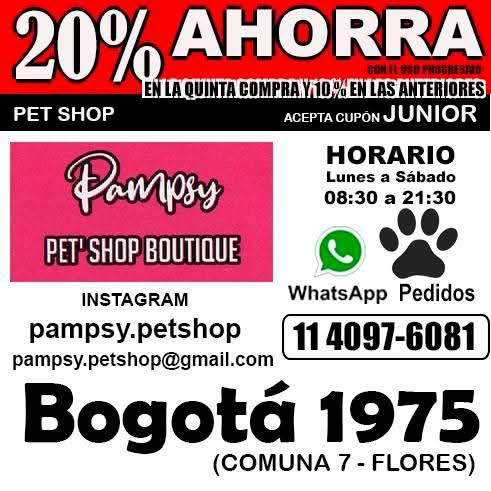 20% AHORRA
CON EL USO PROGRESIVO
EN LA QUINTA COMPRA Y 10% EN LAS ANTERIORES
PET SHOP
ACEPTA CUPÓN JUNIOR
Pampsy
PET' SHOP BOUTIQUE
HORARIO
Lunes a Sábado
08:30 a 21:30
WhatsApp Pedidos
11 4097-6081
INSTAGRAM
pampsy.petshop
pampsy.petshop@gmail.com
Bogotá 1975
(COMUNA 7 - FLORES)